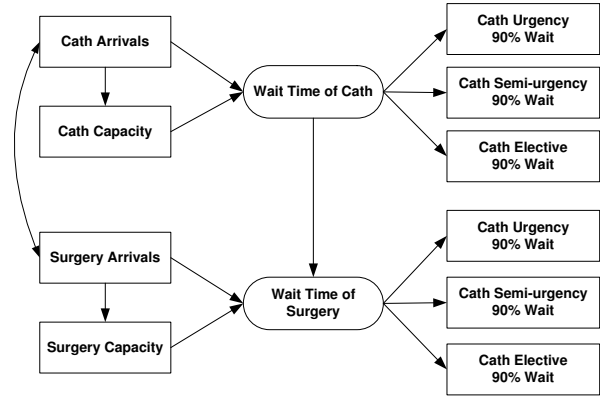 Cath Arrivals
Cath Capacity
Surgery Arrivals
Surgery Capacity
Wait Time of Cath
Wait Time of
Surgery
Cath Urgency
90% Wait
Cath Semi-urgency
90% Wait
Cath Elective
90% Wait
Cath Urgency
90% Wait
Cath Semi-urgency
90% Wait
Cath Elective
90% Wait